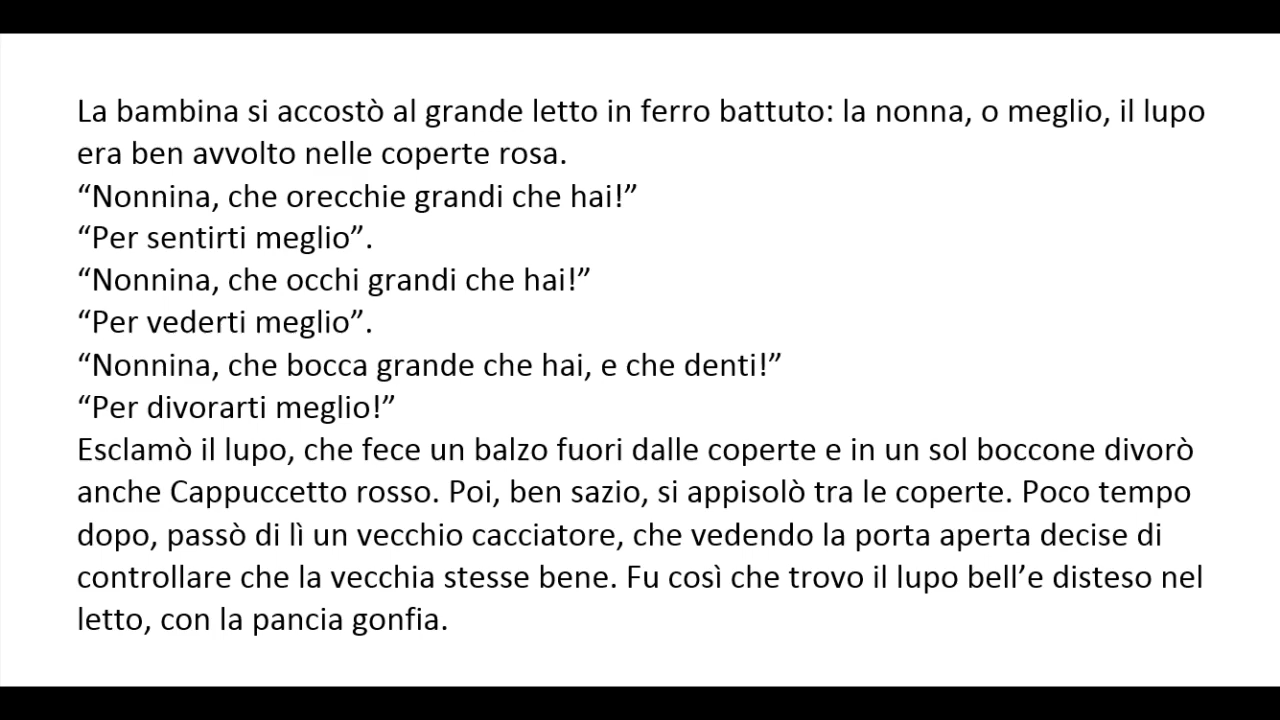 La bambina si accostò al grande letto in ferro battuto: la nonna, o meglio, il lupo
era ben avvolto nelle coperte rosa.
“Nonnina, che orecchie grandi che hai!”
“Per sentirti meglio”.
“Nonnina, che occhi grandi che hai!”
“Per vederti meglio”.
“Nonnina, che bocca grande che hai, e che denti!”
“Per divorarti meglio!”
Esclamò il lupo, che fece un balzo fuori dalle coperte e in un sol boccone divorò
anche Cappuccetto rosso. Poi, ben sazio, si appisolò tra le coperte. Poco tempo
dopo, passò di lì un vecchio cacciatore, che vedendo la porta aperta decise di
controllare che la vecchia stesse bene. Fu così che trovo il lupo bell’e disteso nel
letto, con la pancia gonfia.